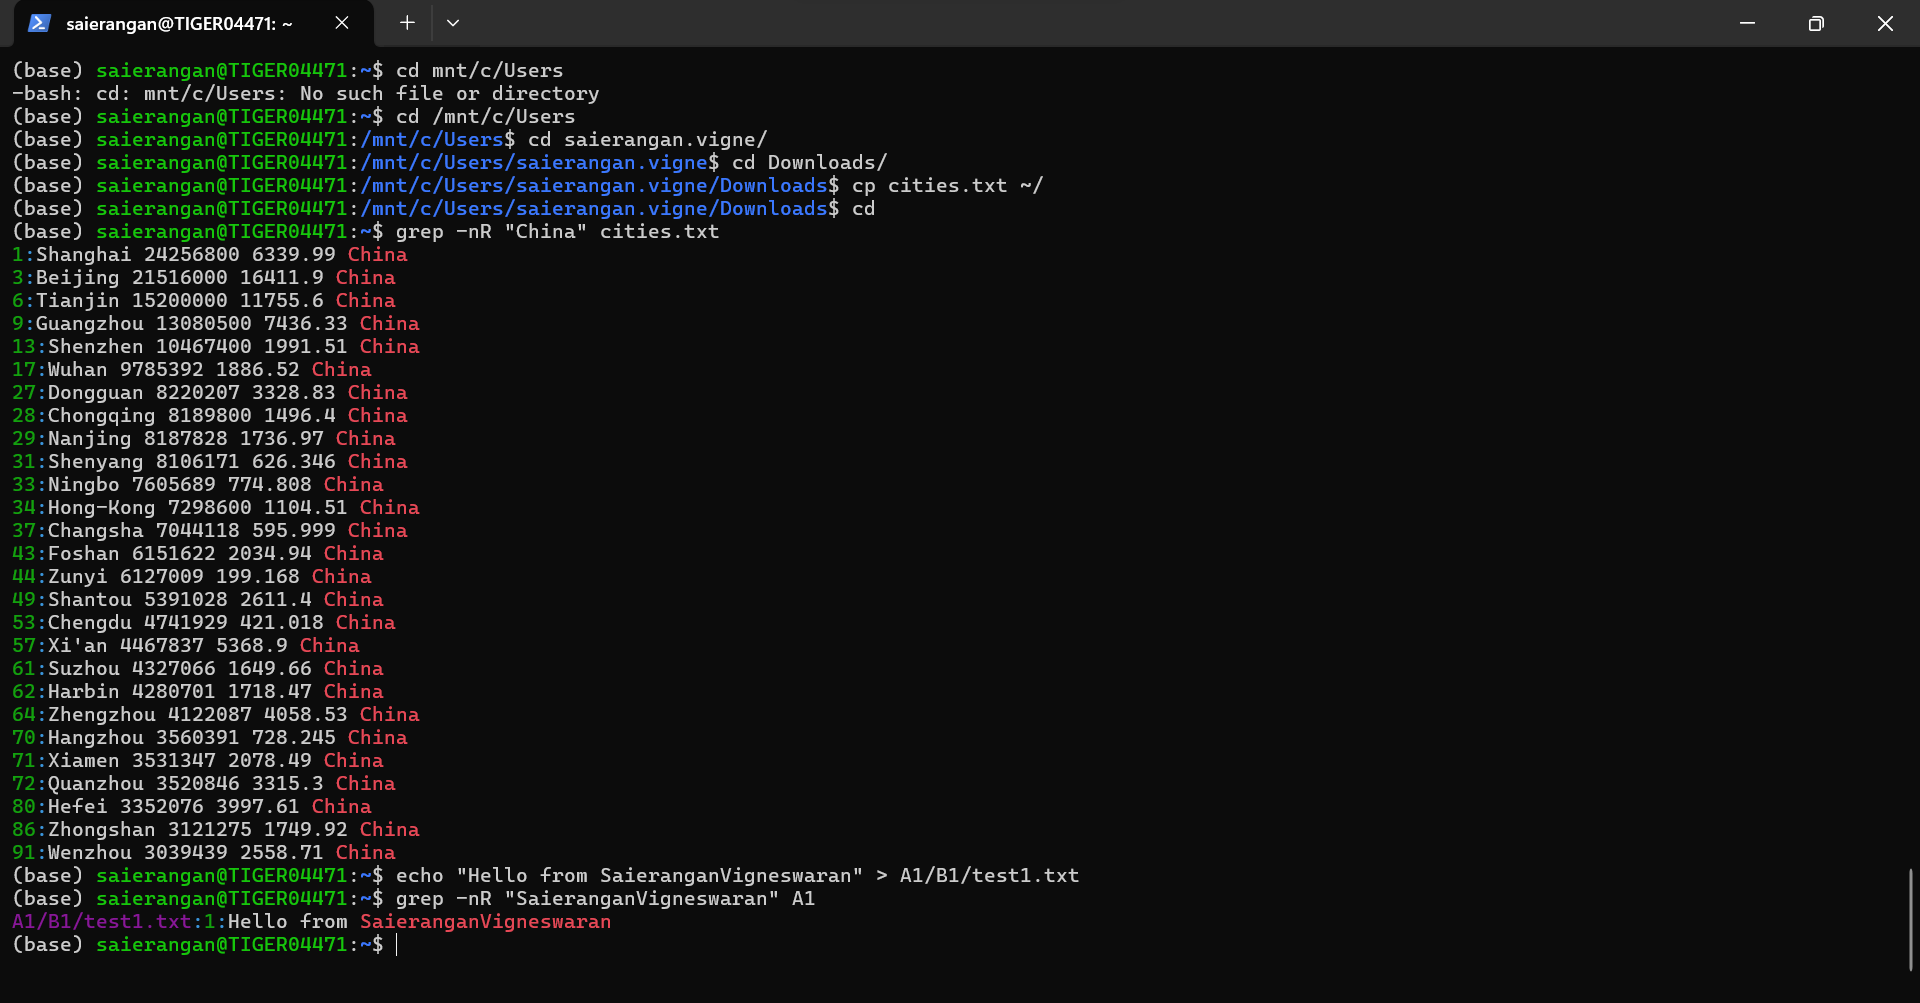 saierangan@TIGER04471: ~
(base) saierangan@TIGER04471:~$ cd mnt/c/Users
-bash: cd: mnt/c/Users: No such file or directory
(base) saierangan@TIGER04471:~$ cd /mnt/c/Users
(base) saierangan@TIGER04471:/mnt/c/Users$ cd saierangan.vigne/
(base) saierangan@TIGER04471:/mnt/c/Users/saierangan.vigne$ cd Downloads/
(base) saierangan@TIGER04471:/mnt/c/Users/saierangan.vigne/Downloads$ cp cities.txt ~/
(base) saierangan@TIGER04471:/mnt/c/Users/saierangan.vigne/Downloads$ cd
(base) saierangan@TIGER04471:~$ grep -nR "China" cities.txt
1:Shanghai 24256800 6339.99 China
3:Beijing 21516000 16411.9 China
6:Tianjin 15200000 11755.6 China
9:Guangzhou 13080500 7436.33 China
13:Shenzhen 10467400 1991.51 China
17:Wuhan 9785392 1886.52 China
27:Dongguan 8220207 3328.83 China
28:Chongqing 8189800 1496.4 China
29:Nanjing 8187828 1736.97 China
31:Shenyang 8106171 626.346 China
33:Ningbo 7605689 774.808 China
34:Hong-Kong 7298600 1104.51 China
37:Changsha 7044118 595.999 China
43:Foshan 6151622 2034.94 China
44:Zunyi 6127009 199.168 China
49:Shantou 5391028 2611.4 China
53:Chengdu 4741929 421.018 China
57:Xi'an 4467837 5368.9 China
61:Suzhou 4327066 1649.66 China
62:Harbin 4280701 1718.47 China
64:Zhengzhou 4122087 4058.53 China
70:Hangzhou 3560391 728.245 China
71:Xiamen 3531347 2078.49 China
72:Quanzhou 3520846 3315.3 China
80:Hefei 3352076 3997.61 China
86:Zhongshan 3121275 1749.92 China
91:Wenzhou 3039439 2558.71 China
(base) saierangan@TIGER04471:~$ echo "Hello from SaieranganVigneswaran" > A1/B1/test1.txt
(base) saierangan@TIGER04471:~$ grep -nR "SaieranganVigneswaran" A1
A1/B1/test1.txt:1:Hello from SaieranganVigneswaran
(base) saierangan@TIGER04471:~$